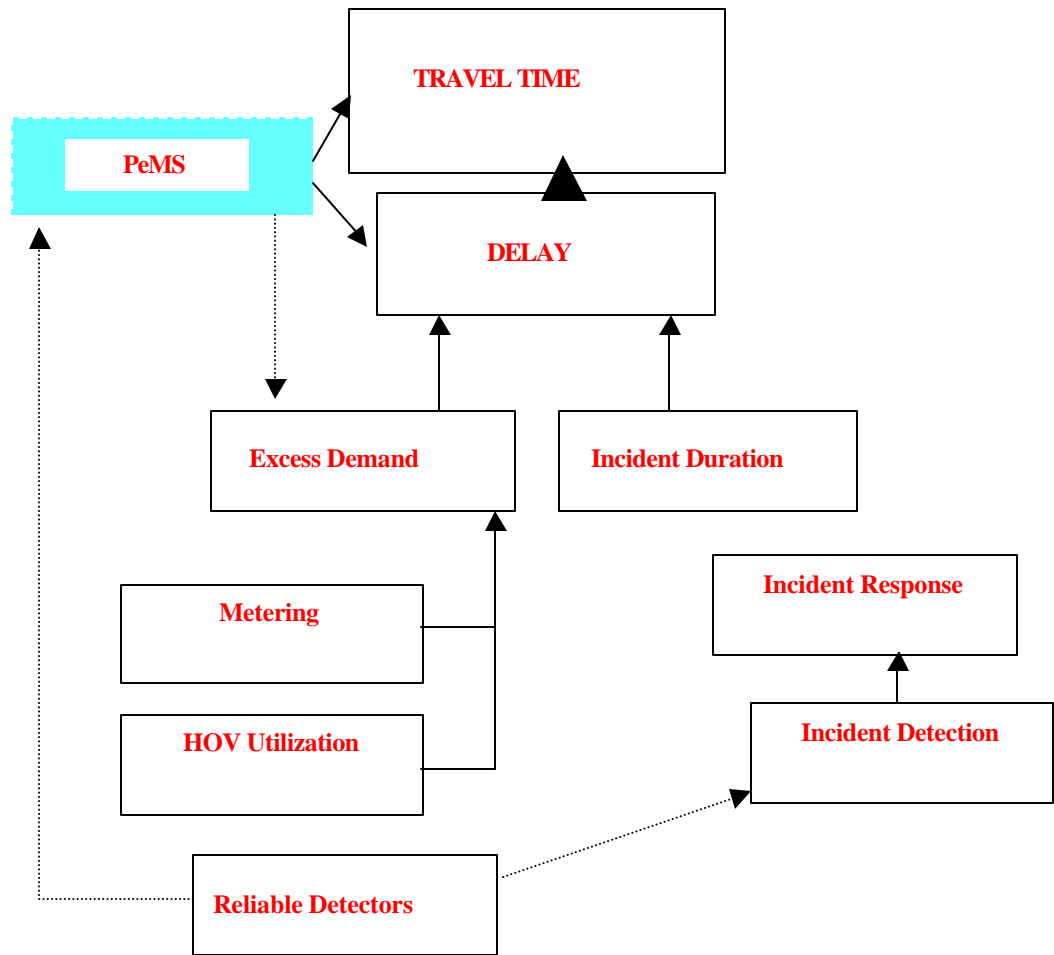 TRAVEL TIME
PeMS
DELAY
Excess Demand
Incident Duration
Incident Response
Metering
HOV Utilization
Incident Detection
Reliable Detectors